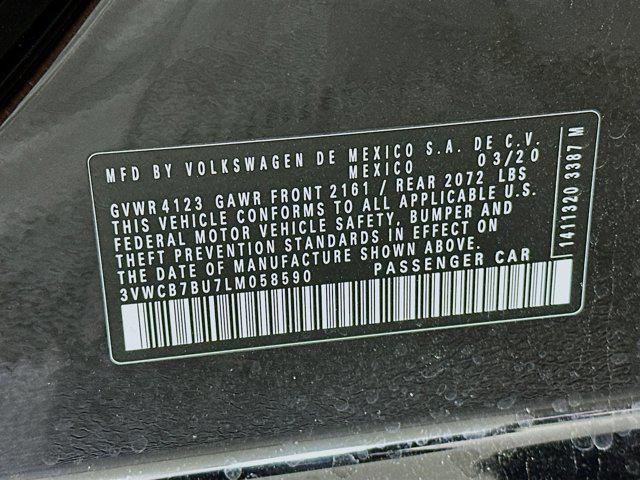 MFD BY VOLKSWAGEN DE MEXICO S.A. DE C.V.
MEXICO 03/20
GVWR 4123 GAWR FRONT 2161 / REAR 2072 LBS
THIS VEHICLE CONFORMS TO ALL APPLICABLE U.S.
FEDERAL MOTOR VEHICLE SAFETY, BUMPER AND
THEFT PREVENTION STANDARDS IN EFFECT ON
THE DATE OF MANUFACTURE SHOWN ABOVE.
3VWCB7BU7LM058590 PASSENGER CAR
1411320 3387 M